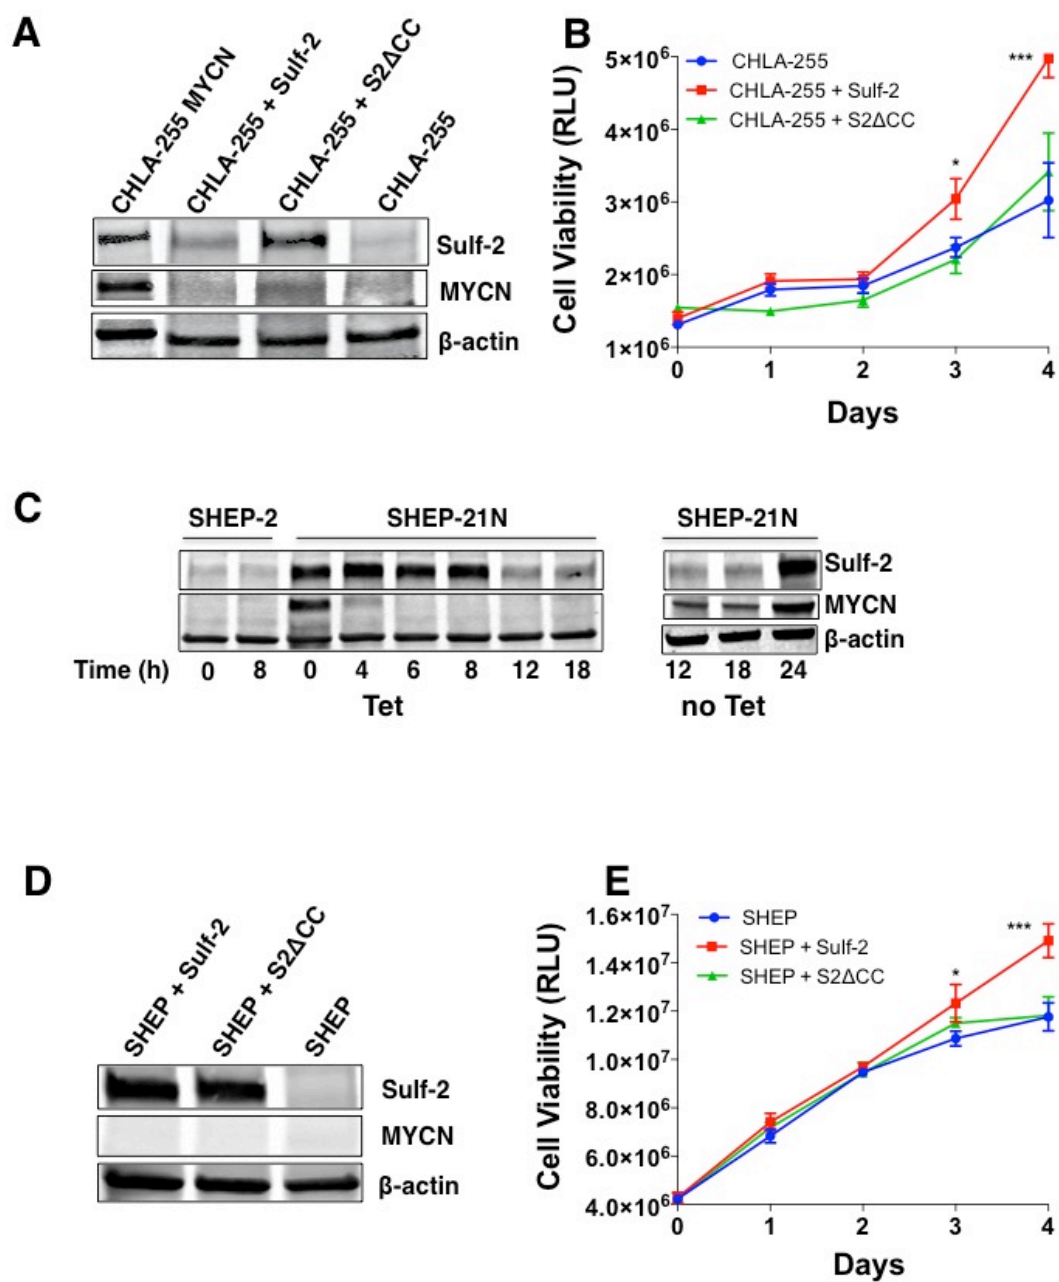 A
CHLA-255 MYCN
CHLA-255 + Sulf-2
CHLA-255 + S2ΔCC
CHLA-255
Sulf-2
MYCN
β-actin
B
CHLA-255
CHLA-255 + Sulf-2
CHLA-255 + S2ΔCC
***
*
Cell Viability (RLU)
5×10⁶
4×10⁶
3×10⁶
2×10⁶
1×10⁶
0 1 2 3 4
Days
C
SHEP-2 SHEP-21N SHEP-21N
Sulf-2
MYCN
β-actin
Time (h) 0 8 0 4 6 8 12 18 12 18 24
Tet no Tet
D
SHEP + Sulf-2
SHEP + S2ΔCC
SHEP
Sulf-2
MYCN
β-actin
E
SHEP
SHEP + Sulf-2
SHEP + S2ΔCC
***
*
Cell Viability (RLU)
1.6×10⁷
1.4×10⁷
1.2×10⁷
1.0×10⁷
8.0×10⁶
6.0×10⁶
4.0×10⁶
0 1 2 3 4
Days